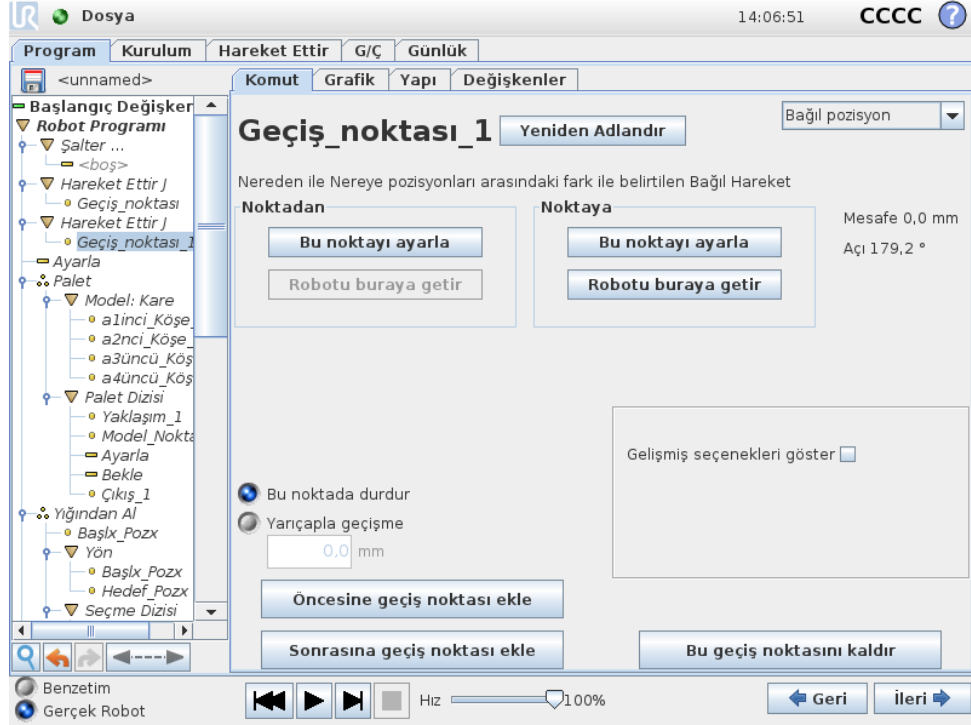 UR Dosya 14:06:51 CCCC ?
Program Kurulum Hareket Ettir G/Ç Günlük
<unnamed>
Komut Grafik Yapı Değişkenler
Başlangıç Değişker
Robot Programı
Şalter ...
<boş>
Hareket Ettir J
Geçiş_noktası
Hareket Ettir J
Geçiş_noktası_1
Ayarla
Palet
Model: Kare
a1inci_Köşe_
a2nci_Köşe_
a3üncü_Köş
a4üncü_Köş
Palet Dizisi
Yaklaşım_1
Model_Nokta
Ayarla
Bekle
Çıkış_1
Yığından Al
Başlx_Pozx
Yön
Başlx_Pozx
Hedef_Pozx
Seçme Dizisi
Geçiş_noktası_1 Yeniden Adlandır Bağıl pozisyon
Nereden ile Nereye pozisyonları arasındaki fark ile belirtilen Bağıl Hareket
Noktadan
Bu noktayı ayarla
Robotu buraya getir
Noktaya
Bu noktayı ayarla
Robotu buraya getir
Mesafe 0,0 mm
Açı 179,2 °
Gelişmiş seçenekleri göster
Bu noktada durdur
Yarıçapla geçişme
0,0 mm
Öncesine geçiş noktası ekle
Sonrasına geçiş noktası ekle Bu geçiş noktasını kaldır
Benzetim
Gerçek Robot
Hız 100% Geri İleri